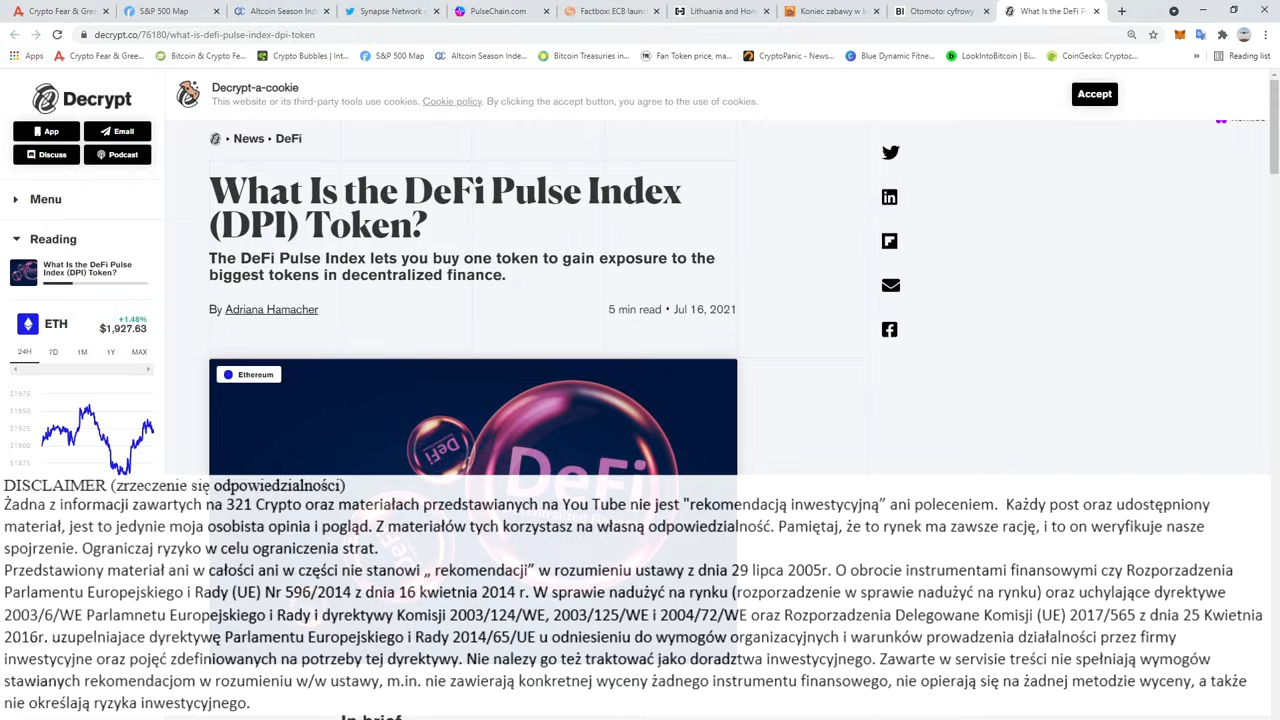 Crypto Fear & Gree
S&P 500 Map
Altcoin Season Inde
Synapse Network
PulseChain.com
Factbox: ECB laun
Lithuania and Hon
Koniec zabawy w k
Otomoto: cyfrowy
What Is the DeFi P
decrypt.co/76180/what-is-defi-pulse-index-dpi-token
Apps
Crypto Fear & Gree...
Bitcoin & Crypto Fe...
Crypto Bubbles | Int...
S&P 500 Map
Altcoin Season Inde...
Bitcoin Treasuries in...
Fan Token price, ma...
CryptoPanic - News...
Blue Dynamic Fitne...
LookIntoBitcoin | Bi...
CoinGecko: Cryptoc...
Reading list
Decrypt
App
Email
Discuss
Podcast
Menu
Reading
What Is the DeFi Pulse
Index (DPI) Token?
ETH
+1.48%
$1,927.63
24H
7D
1M
1Y
MAX
$1975
$1950
$1925
$1900
$1875
Decrypt-a-cookie
This website or its third-party tools use cookies. Cookie policy. By clicking the accept button, you agree to the use of cookies.
Accept
News
DeFi
What Is the DeFi Pulse Index
(DPI) Token?
The DeFi Pulse Index lets you buy one token to gain exposure to the
biggest tokens in decentralized finance.
By Adriana Hamacher
5 min read • Jul 16, 2021
Ethereum
DeFi
DeFi
DISCLAIMER (zrzeczenie się odpowiedzialności)
Żadna z informacji zawartych na 321 Crypto oraz materiałach przedstawianych na You Tube nie jest "rekomendacją inwestycyjną” ani poleceniem. Każdy post oraz udostępniony
materiał, jest to jedynie moja osobista opinia i pogląd. Z materiałów tych korzystasz na własną odpowiedzialność. Pamiętaj, że to rynek ma zawsze rację, i to on weryfikuje nasze
spojrzenie. Ograniczaj ryzyko w celu ograniczenia strat.
Przedstawiony materiał ani w całości ani w części nie stanowi „ rekomendacji” w rozumieniu ustawy z dnia 29 lipca 2005r. O obrocie instrumentami finansowymi czy Rozporządzenia
Parlamentu Europejskiego i Rady (UE) Nr 596/2014 z dnia 16 kwietnia 2014 r. W sprawie nadużyć na rynku (rozporządzenie w sprawie nadużyć na rynku) oraz uchylające dyrektywe
2003/6/WE Parlamnetu Europejskiego i Rady i dyrektywy Komisji 2003/124/WE, 2003/125/WE i 2004/72/WE oraz Rozporządzenia Delegowane Komisji (UE) 2017/565 z dnia 25 Kwietnia
2016r. uzupelniajace dyrektywę Parlamentu Europejskiego i Rady 2014/65/UE u odniesieniu do wymogów organizacyjnych i warunków prowadzenia działalności przez firmy
inwestycyjne oraz pojęć zdefiniowanych na potrzeby tej dyrektywy. Nie nalezy go też traktować jako doradztwa inwestycyjnego. Zawarte w serwisie treści nie spełniają wymogów
stawianych rekomendacjom w rozumieniu w/w ustawy, m.in. nie zawierają konkretnej wyceny żadnego instrumentu finansowego, nie opierają się na żadnej metodzie wyceny, a także
nie określają ryzyka inwestycyjnego.
In brief